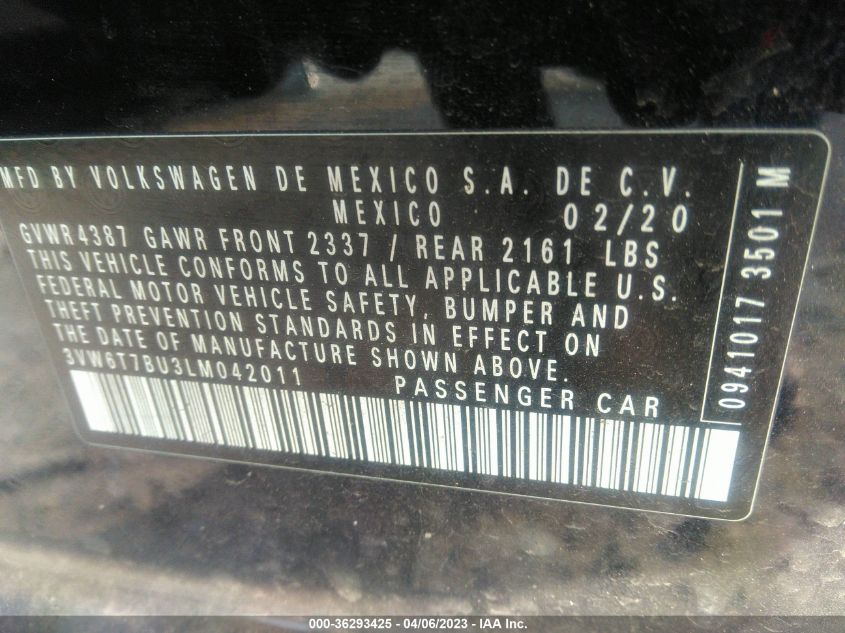 MFD BY VOLKSWAGEN DE MEXICO S.A. DE C.V.
MEXICO 02/20
GVWR 4387 GAWR FRONT 2337 / REAR 2161 LBS
THIS VEHICLE CONFORMS TO ALL APPLICABLE U.S.
FEDERAL MOTOR VEHICLE SAFETY, BUMPER AND
THEFT PREVENTION STANDARDS IN EFFECT ON
THE DATE OF MANUFACTURE SHOWN ABOVE.
3VW6T7BU3LM042011
PASSENGER CAR
0941017 3501 M
000-36293425 - 04/06/2023 - IAA Inc.